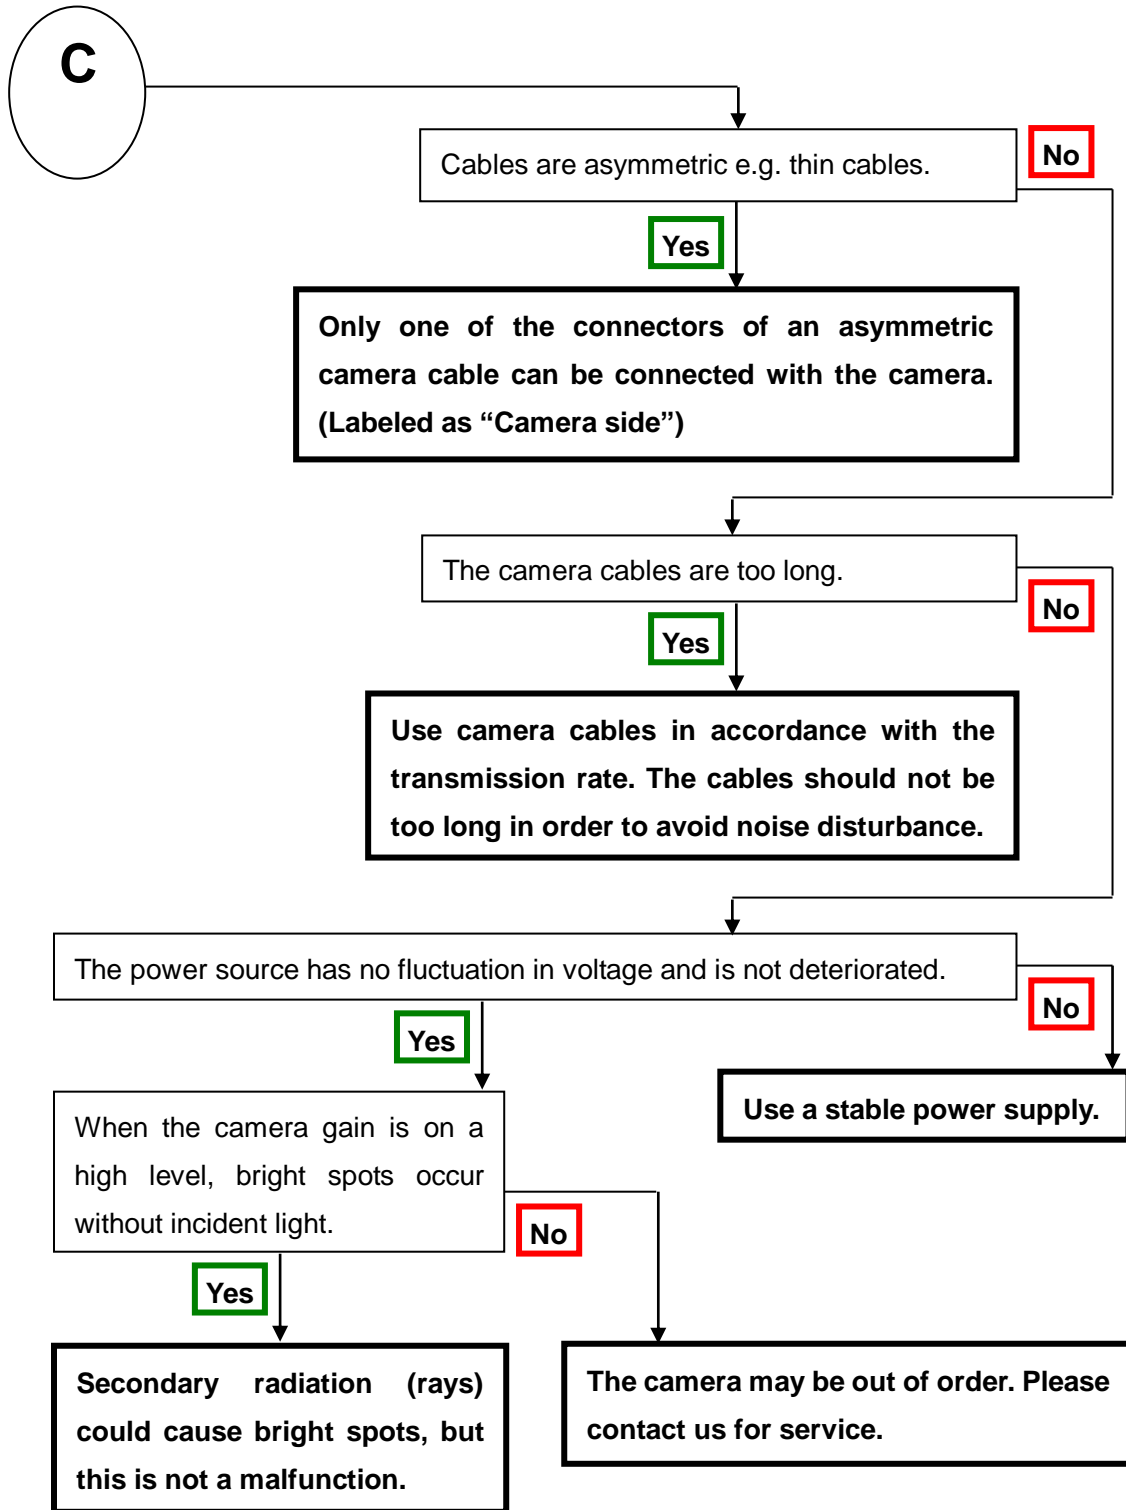 C
Cables are asymmetric e.g. thin cables.
No
Yes
Only one of the connectors of an asymmetric
camera cable can be connected with the camera.
(Labeled as “Camera side”)
The camera cables are too long.
No
Yes
Use camera cables in accordance with the
transmission rate. The cables should not be
too long in order to avoid noise disturbance.
The power source has no fluctuation in voltage and is not deteriorated.
No
Yes
Use a stable power supply.
When the camera gain is on a
high level, bright spots occur
without incident light.
No
Yes
Secondary radiation (rays)
could cause bright spots, but
this is not a malfunction.
The camera may be out of order. Please
contact us for service.